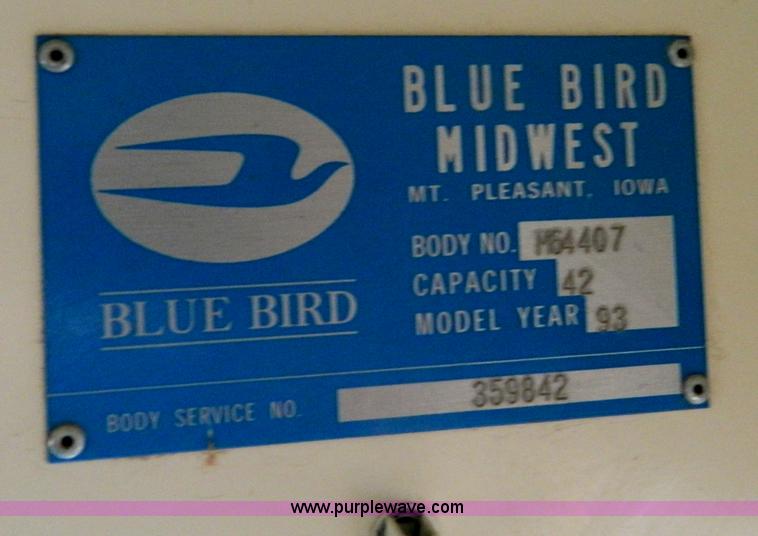 BLUE BIRD
MIDWEST
MT. PLEASANT, IOWA
BODY NO. M64407
CAPACITY 42
MODEL YEAR 93
BLUE BIRD
BODY SERVICE NO. 359842
www.purplewave.com